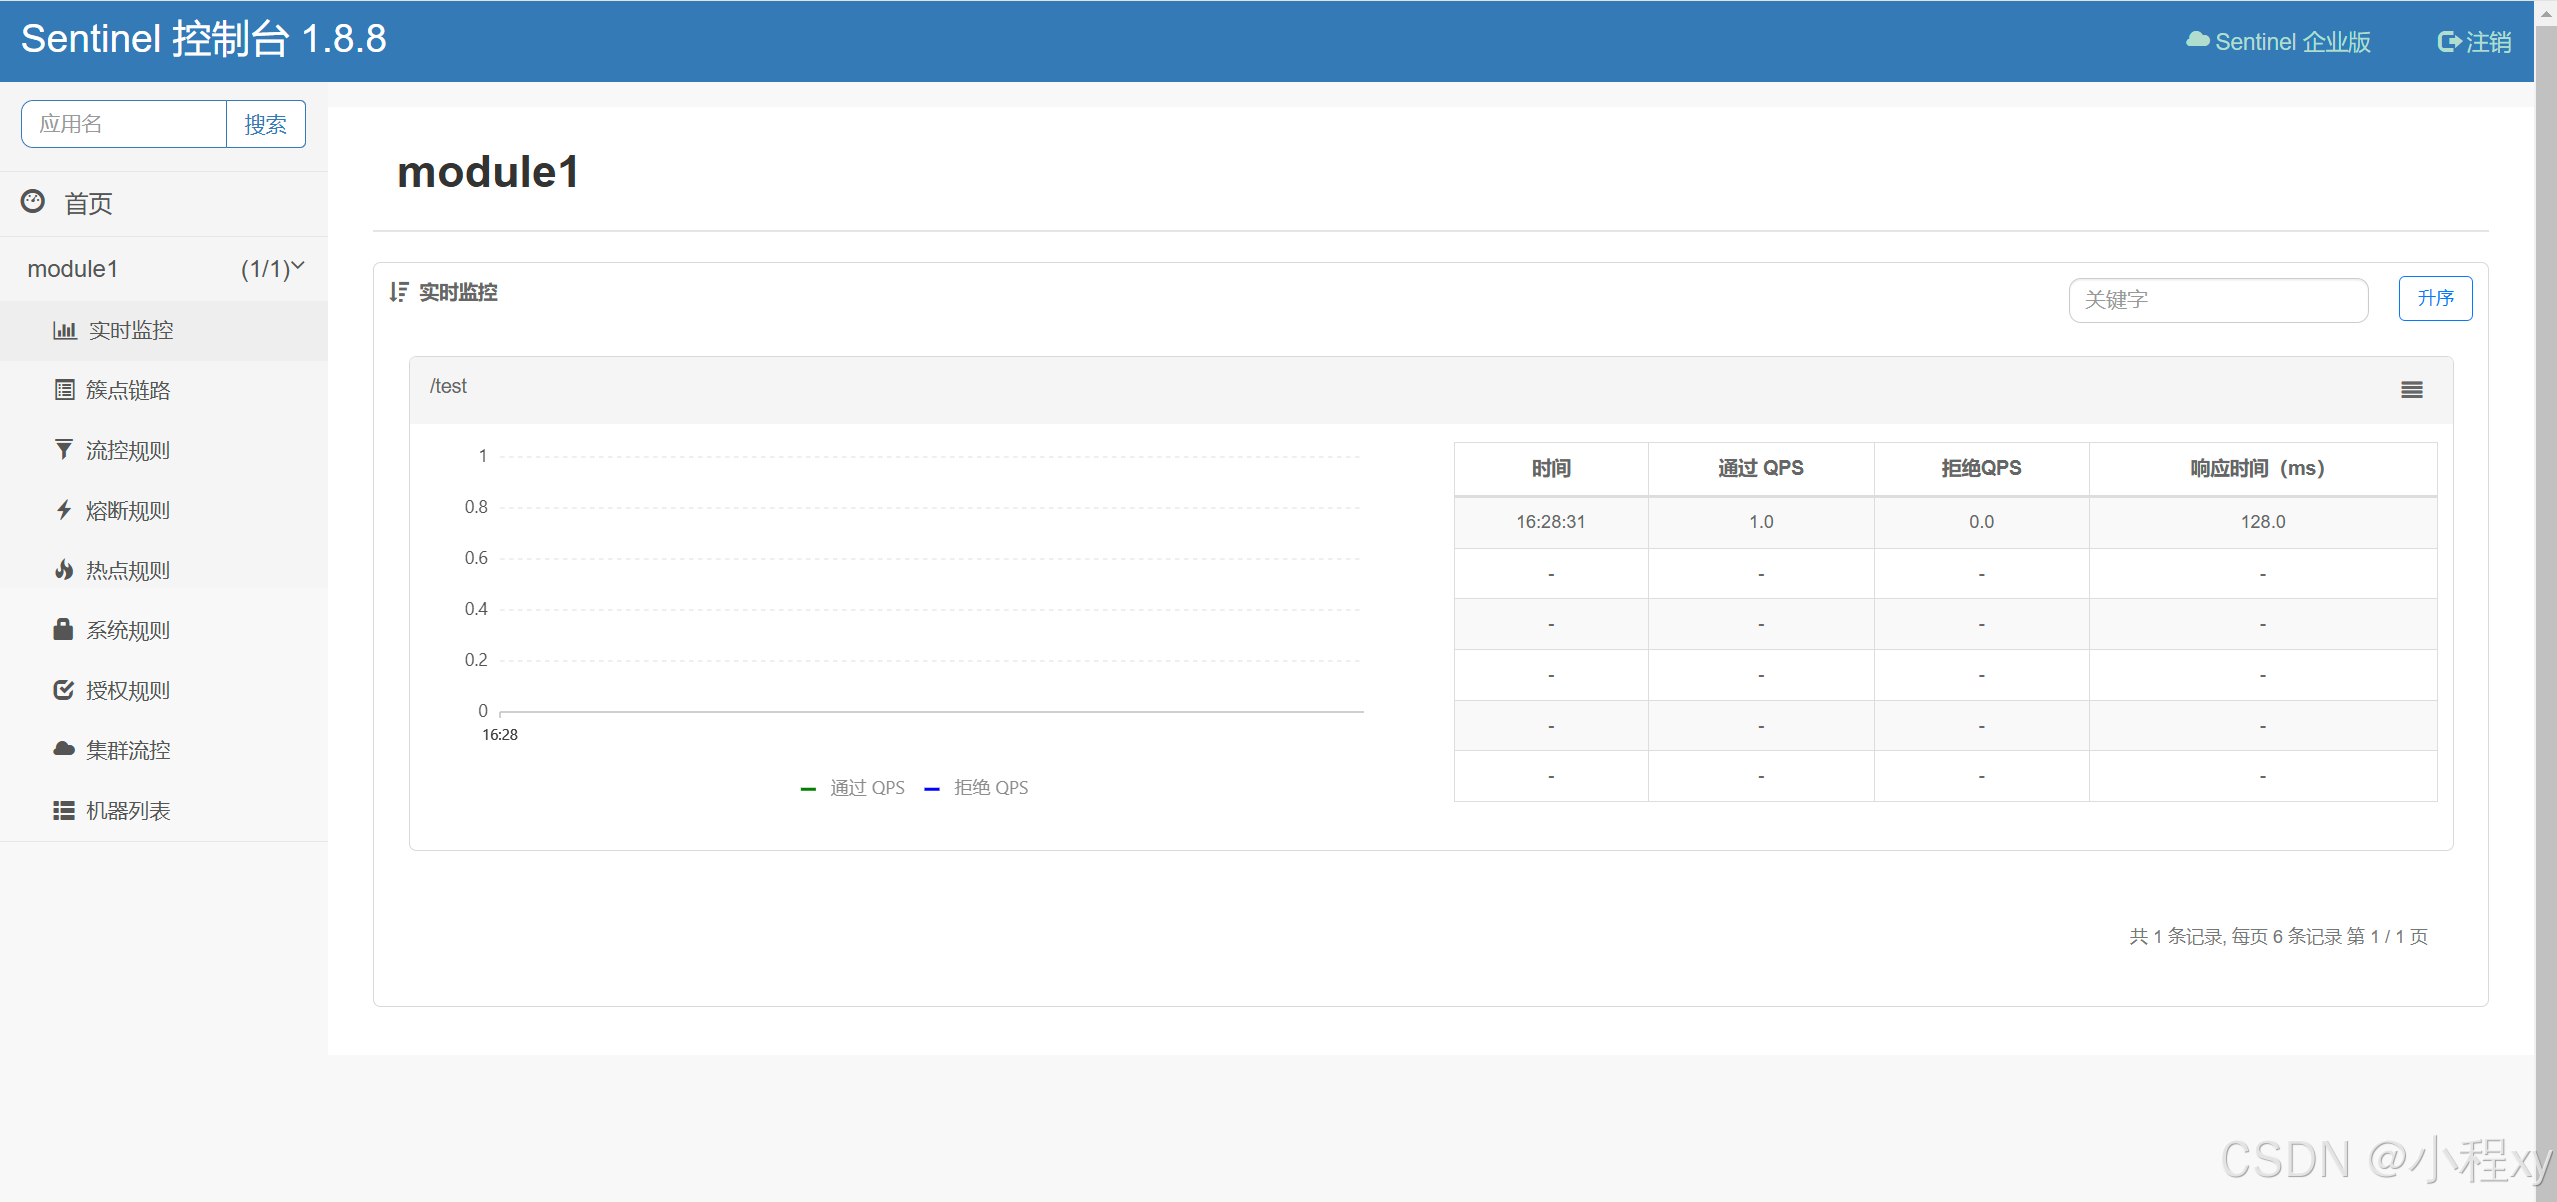 Sentinel 控制台 1.8.8
Sentinel 企业版
注销
应用名
搜索
首页
module1 (1/1)
实时监控
簇点链路
流控规则
熔断规则
热点规则
系统规则
授权规则
集群流控
机器列表
module1
实时监控
关键字
升序
/test
1
0.8
0.6
0.4
0.2
0
16:28
通过 QPS 拒绝 QPS
时间 通过 QPS 拒绝QPS 响应时间（ms）
16:28:31 1.0 0.0 128.0
- - - -
- - - -
- - - -
- - - -
- - - -
共 1 条记录, 每页 6 条记录 第 1 / 1 页
CSDN @小程xy